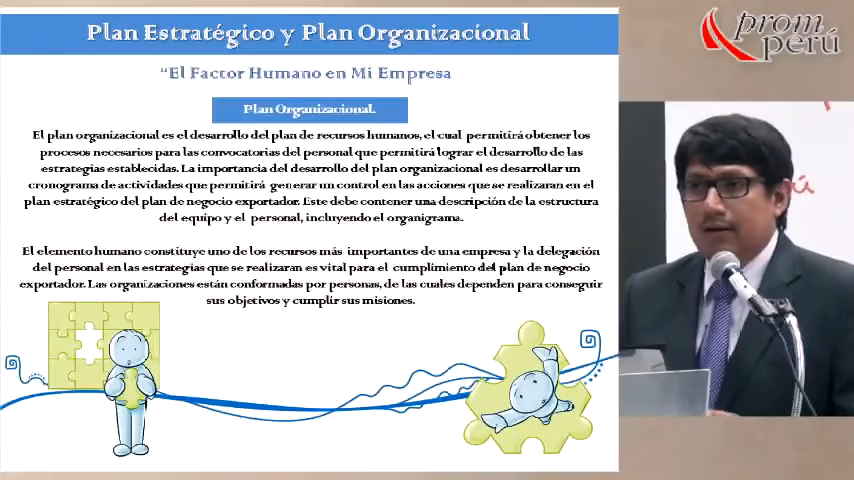 Plan Estratégico y Plan Organizacional
"El Factor Humano en Mi Empresa
Plan Organizacional.
El plan organizacional es el desarrollo del plan de recursos humanos, el cual permitirá obtener los
procesos necesarios para las convocatorias del personal que permitirá lograr el desarrollo de las
estrategias establecidas. La importancia del desarrollo del plan organizacional es desarrollar un
cronograma de actividades que permitirá generar un control en las acciones que se realizaran en el
plan estratégico del plan de negocio exportador. Este debe contener una descripción de la estructura
del equipo y el personal, incluyendo el organigrama.
El elemento humano constituye uno de los recursos más importantes de una empresa y la delegación
del personal en las estrategias que se realizaran es vital para el cumplimiento del plan de negocio
exportador. Las organizaciones están conformadas por personas, de las cuales dependen para conseguir
sus objetivos y cumplir sus misiones.
prom
perú